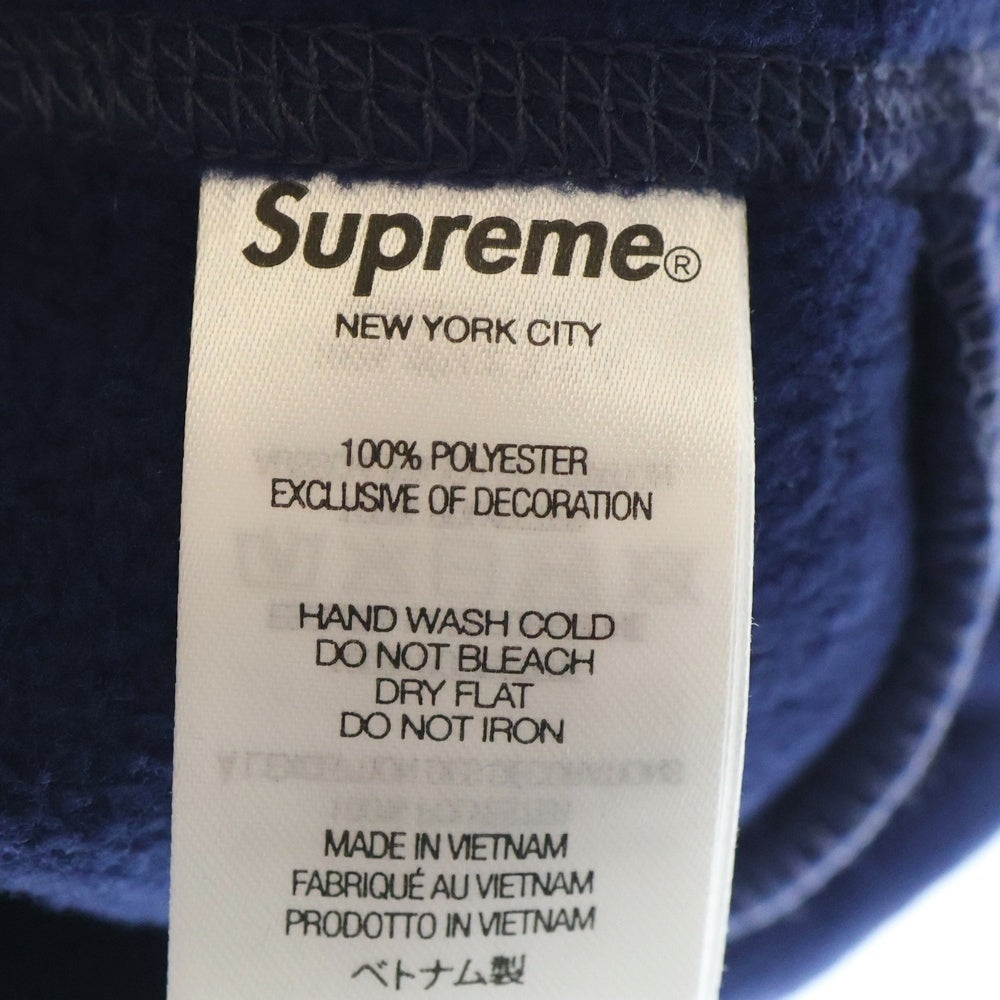 Supreme®
NEW YORK CITY
100% POLYESTER
EXCLUSIVE OF DECORATION
HAND WASH COLD
DO NOT BLEACH
DRY FLAT
DO NOT IRON
MADE IN VIETNAM
FABRIQUÉ AU VIETNAM
PRODOTTO IN VIETNAM
ベトナム製